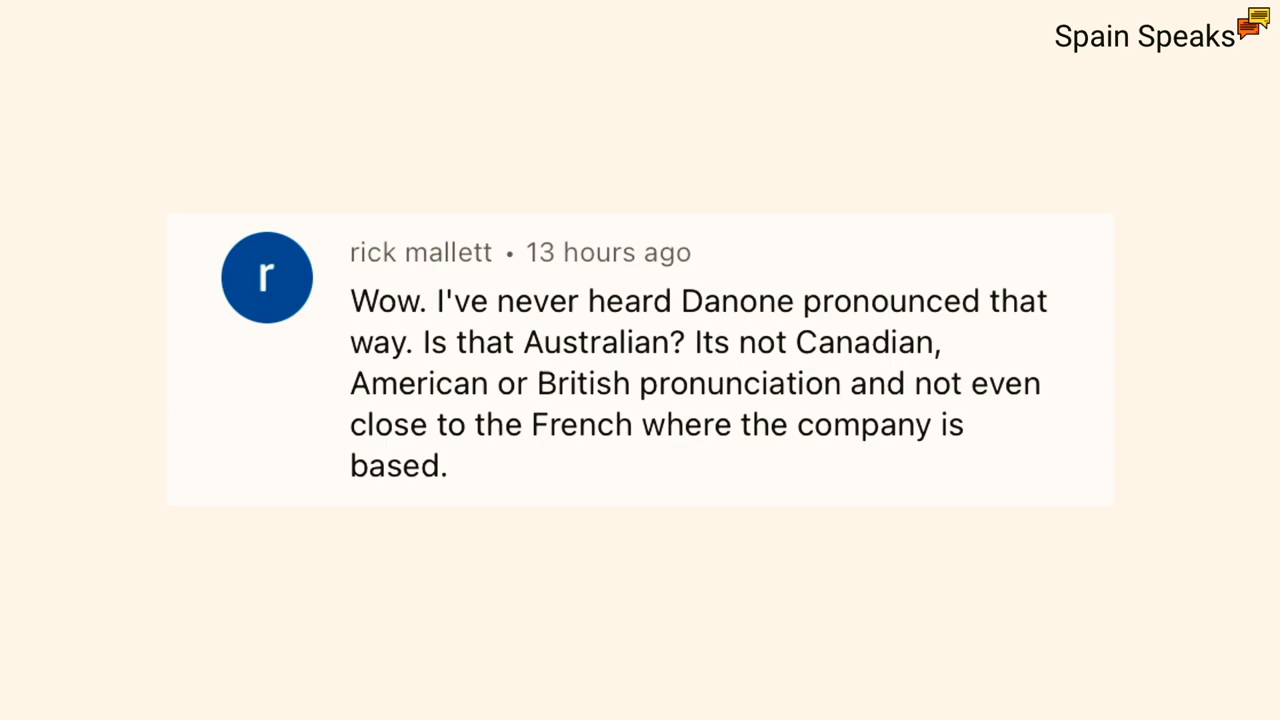 Spain Speaks
rick mallett • 13 hours ago
r
Wow. I've never heard Danone pronounced that
way. Is that Australian? Its not Canadian,
American or British pronunciation and not even
close to the French where the company is
based.